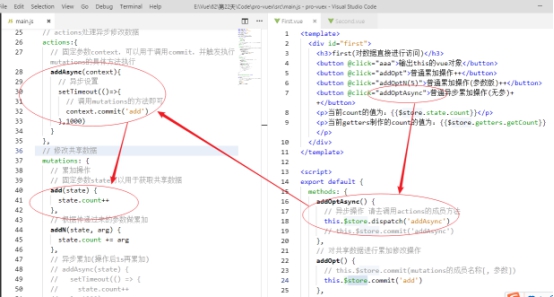 Selection View Go Debug Terminal Help
E:\Vue\62\第22天\Code\pro-vuex\src\main.js - pro-vuex - Visual Studio Code
main.js
25 // actions处理异步修改数据
26 actions:{
27 // 固定参数context, 可以用于调用commit, 并触发执行
mutations的具体方法执行
28 addAsync(context){
29 // 异步设置
30 setTimeout(()=>{
31 // 调用mutations的方法即可
32 context.commit('add')
33 },1000)
34 }
35 },
36 // 修改共享数据
37 mutations: {
38 // 累加操作
39 // 固定参数state可以用于获取共享数据
40 add(state) {
41 state.count++
42 },
43 // 根据传递过来的参数做累加
44 addN(state, arg) {
45 state.count += arg
46 },
47 // 异步累加(操作后1s再累加)
48 // addAsync(state) {
49 // setTimeout(() => {
50 // state.count++
First.vue
Second.vue
1 <template>
2 <div id="first">
3 <h3>first(对数据直接进行访问)</h3>
4 <button @click="aaa">输出this的vue对象</button>
5 <button @click="addOpt">普通累加操作++</button>
6 <button @click="addOptN(5)">普通累加操作(参数版)++</button>
7 <button @click="addOptAsync">普通异步累加操作(无参)+
+</button>
8 <p>当前count的值为: {{$store.state.count}}</p>
9 <p>当前getters制作的count的值为: {{$store.getters.getCount}}
</p>
10 </div>
11 </template>
12
13 <script>
14 export default {
15 methods: {
16 addOptAsync() {
17 // 异步操作 请去调用actions的成员方法
18 this.$store.dispatch('addAsync')
19 // this.$store.commit('addAsync')
20 },
21 // 对共享数据进行累加修改操作
22 addOpt() {
23 // this.$store.commit(mutations的成员名称[, 参数])
24 this.$store.commit('add')
25 },